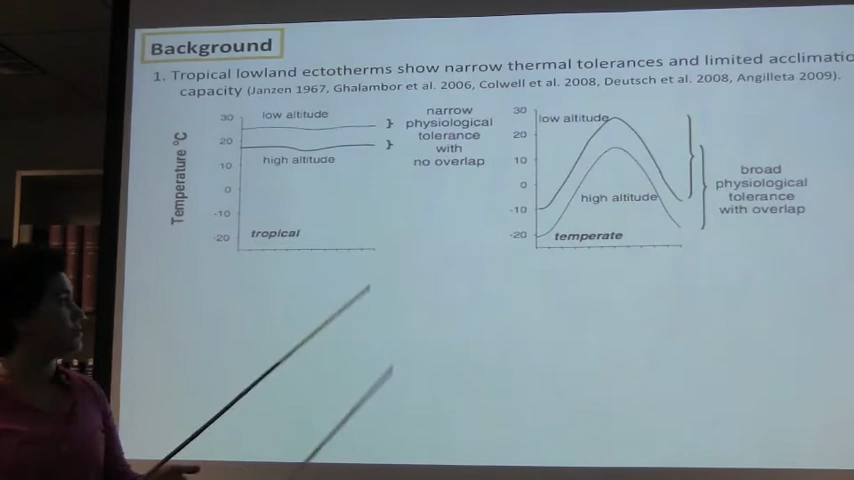 Background
1. Tropical lowland ectotherms show narrow thermal tolerances and limited
capacity (Janzen 1967, Ghalambor et al. 2006, Colwell et al. 2008, Deutsch et al. 2008, Angilleta 2009).
Temperature °C
30
20
10
0
-10
-20
low altitude
high altitude
tropical
narrow
physiological
tolerance
with
no overlap
30
20
10
0
-10
-20
low altitude
high altitude
temperate
broad
physiological
tolerance
with overlap